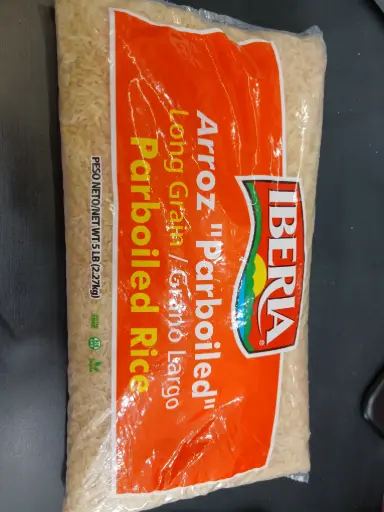 IBERIA®
Arroz "Parboiled"
Long Grain / Grano Largo
Parboiled Rice
PESO NETO/NET WT. 5 LB (2.27kg)